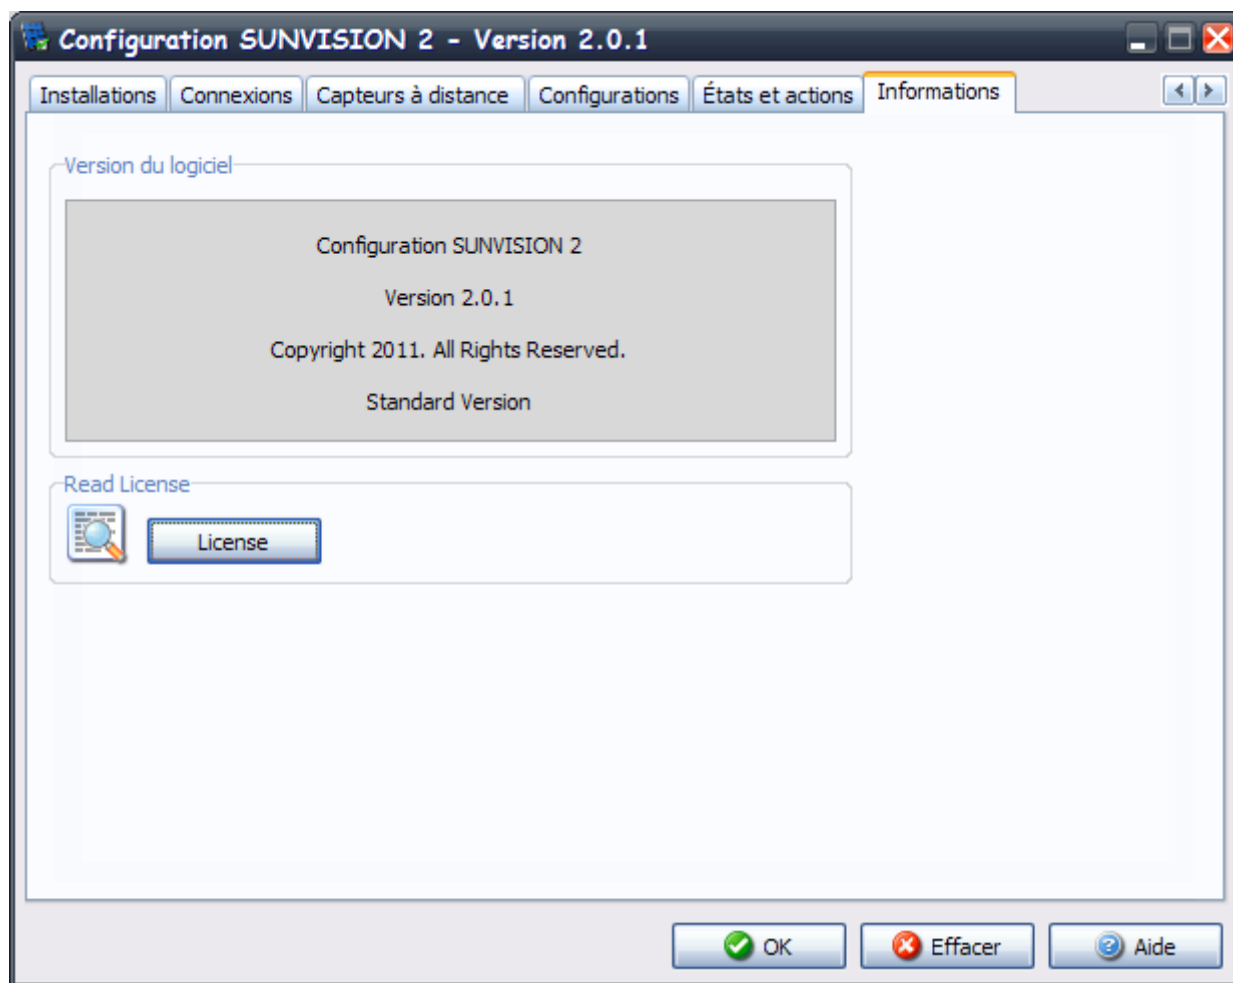 Configuration SUNVISION 2 - Version 2.0.1
Installations Connexions Capteurs à distance Configurations États et actions Informations
Version du logiciel
Configuration SUNVISION 2
Version 2.0.1
Copyright 2011. All Rights Reserved.
Standard Version
Read License
License
OK Effacer Aide